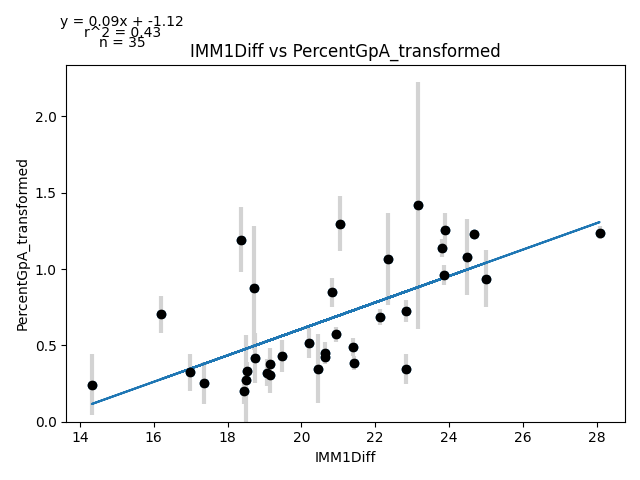 y = 0.09x + -1.12
r^2 = 0.43
n = 35
IMM1Diff vs PercentGpA_transformed
PercentGpA_transformed
2.0
1.5
1.0
0.5
0.0
14 16 18 20 22 24 26 28
IMM1Diff